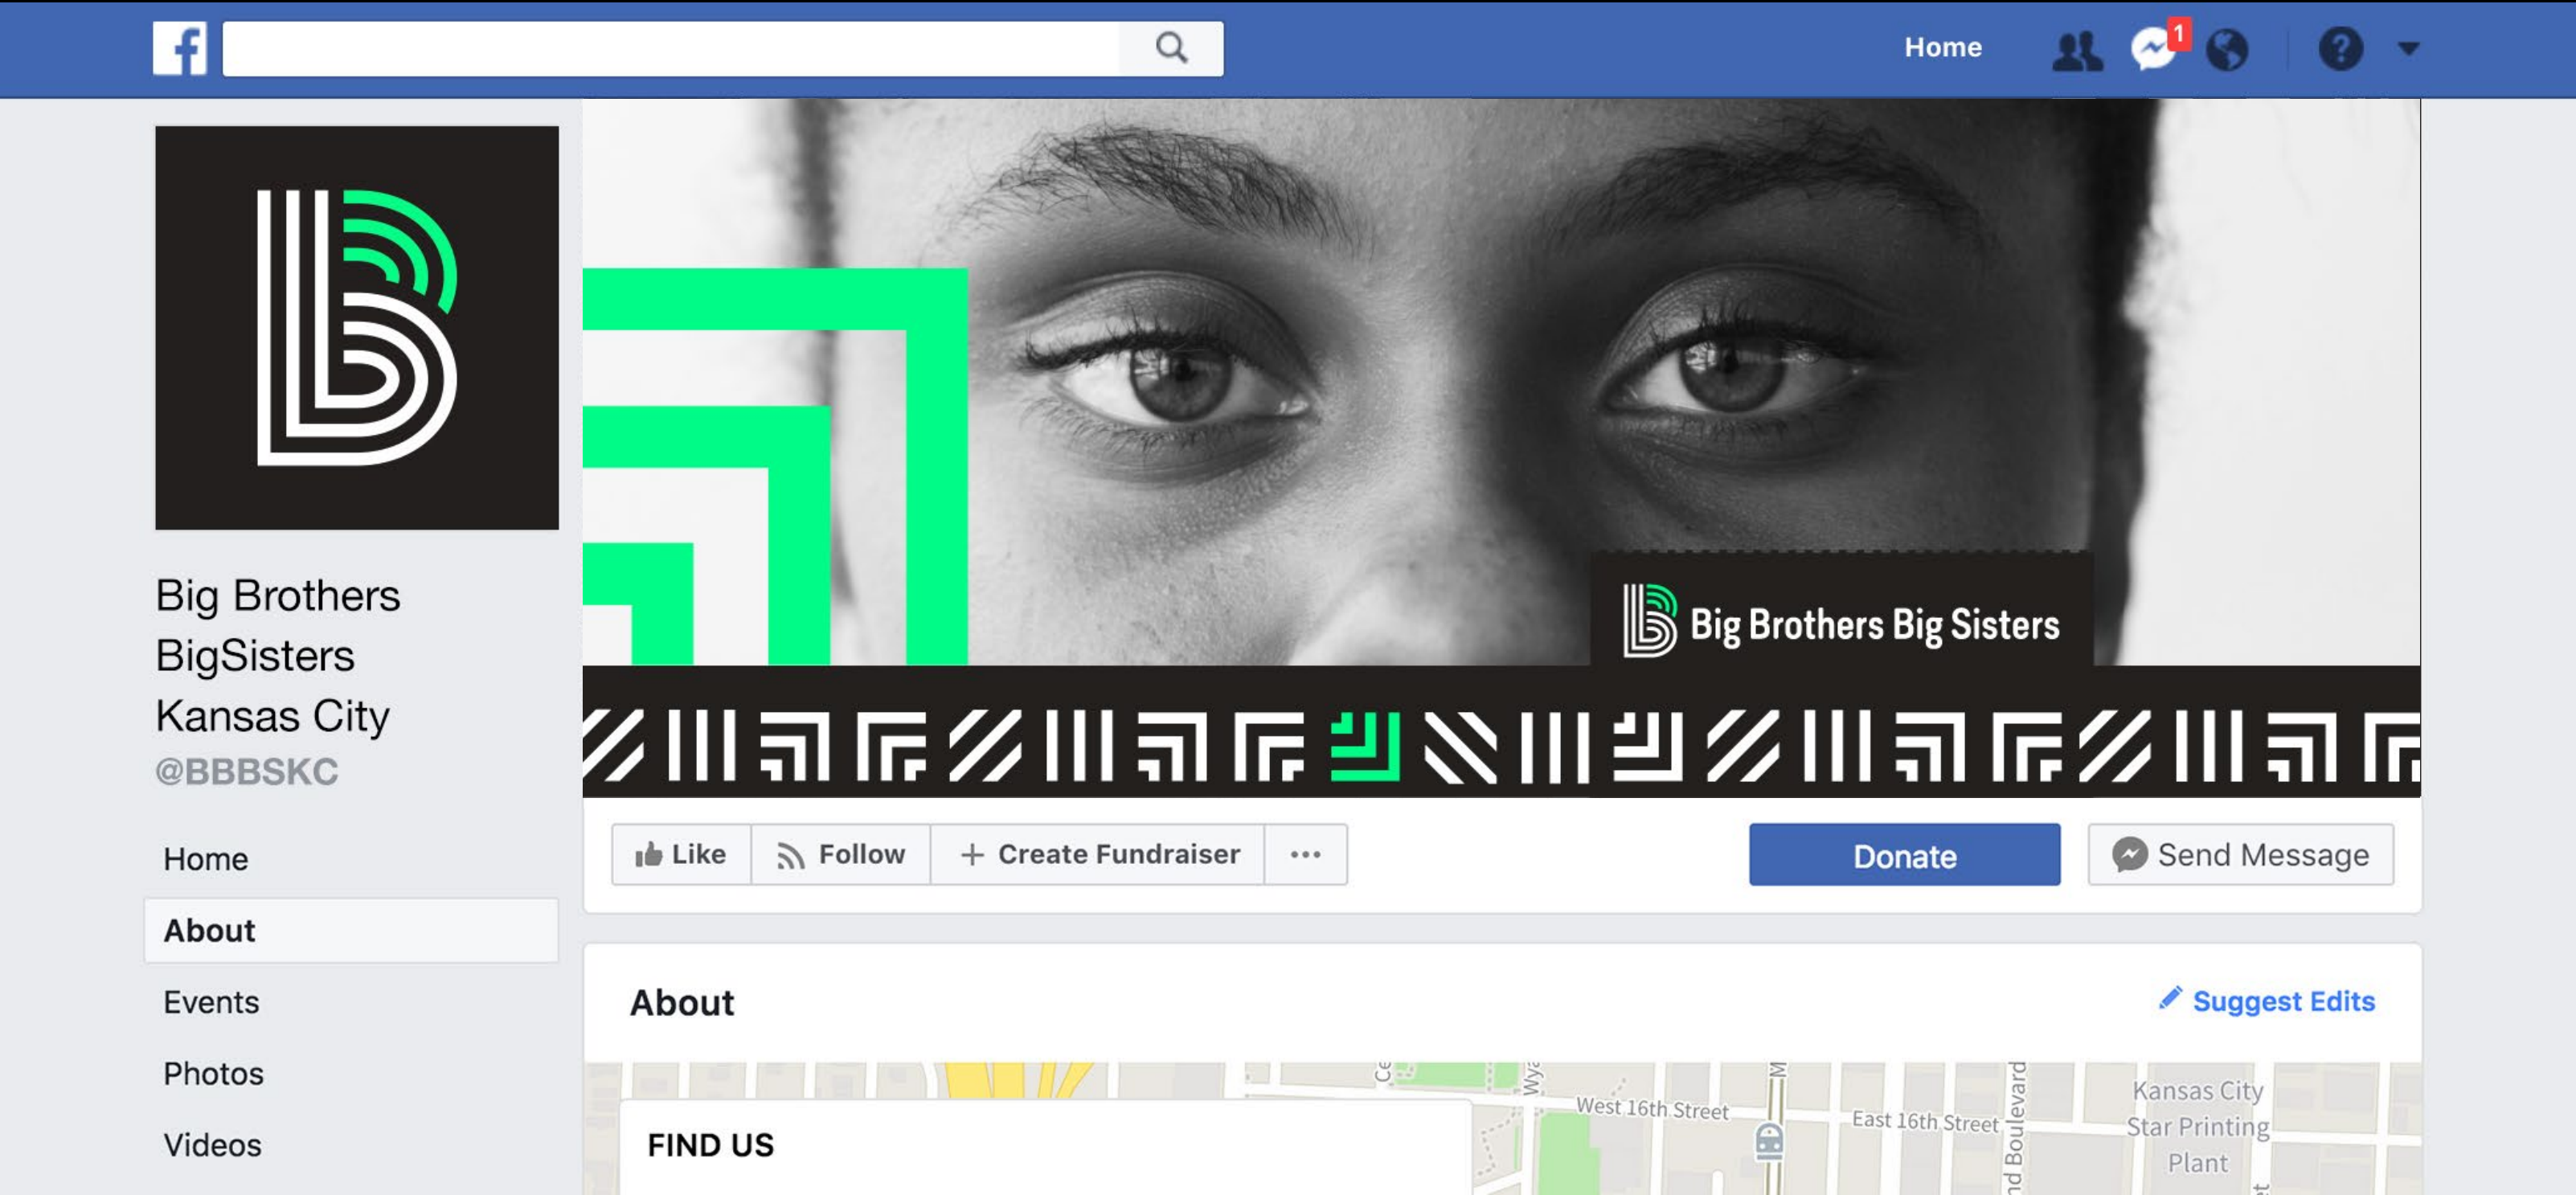 Home
1
Big Brothers
BigSisters
Kansas City
@BBBSKC
Home
About
Events
Photos
Videos
Big Brothers Big Sisters
Like
Follow
+ Create Fundraiser
Donate
Send Message
About
Suggest Edits
FIND US
West 16th Street
East 16th Street
Boulevard
Kansas City
Star Printing
Plant